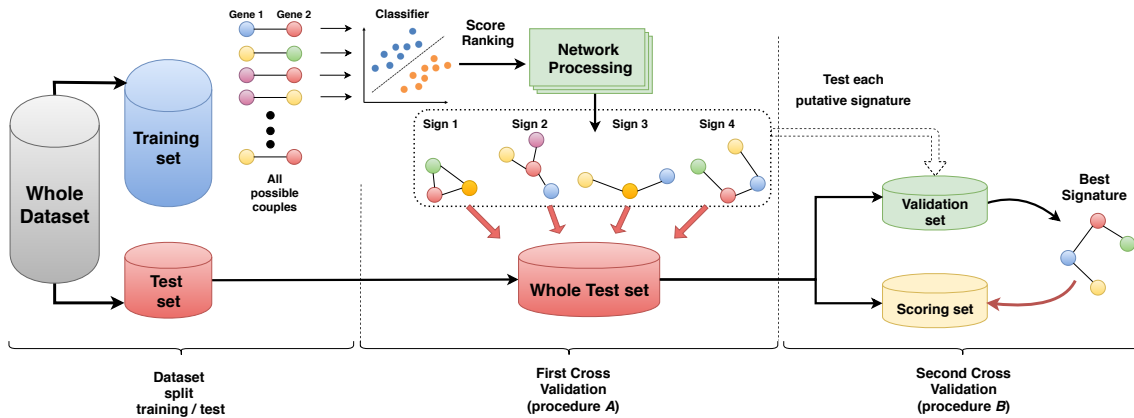 Gene 1 Gene 2
Classifier
Score
Ranking
Network
Processing
Training
set
Whole
Dataset
All
possible
couples
Test
set
Sign 1 Sign 2 Sign 3 Sign 4
Whole Test set
Test each
putative signature
Validation
set
Best
Signature
Scoring set
Dataset
split
training / test
First Cross
Validation
(procedure A)
Second Cross
Validation
(procedure B)